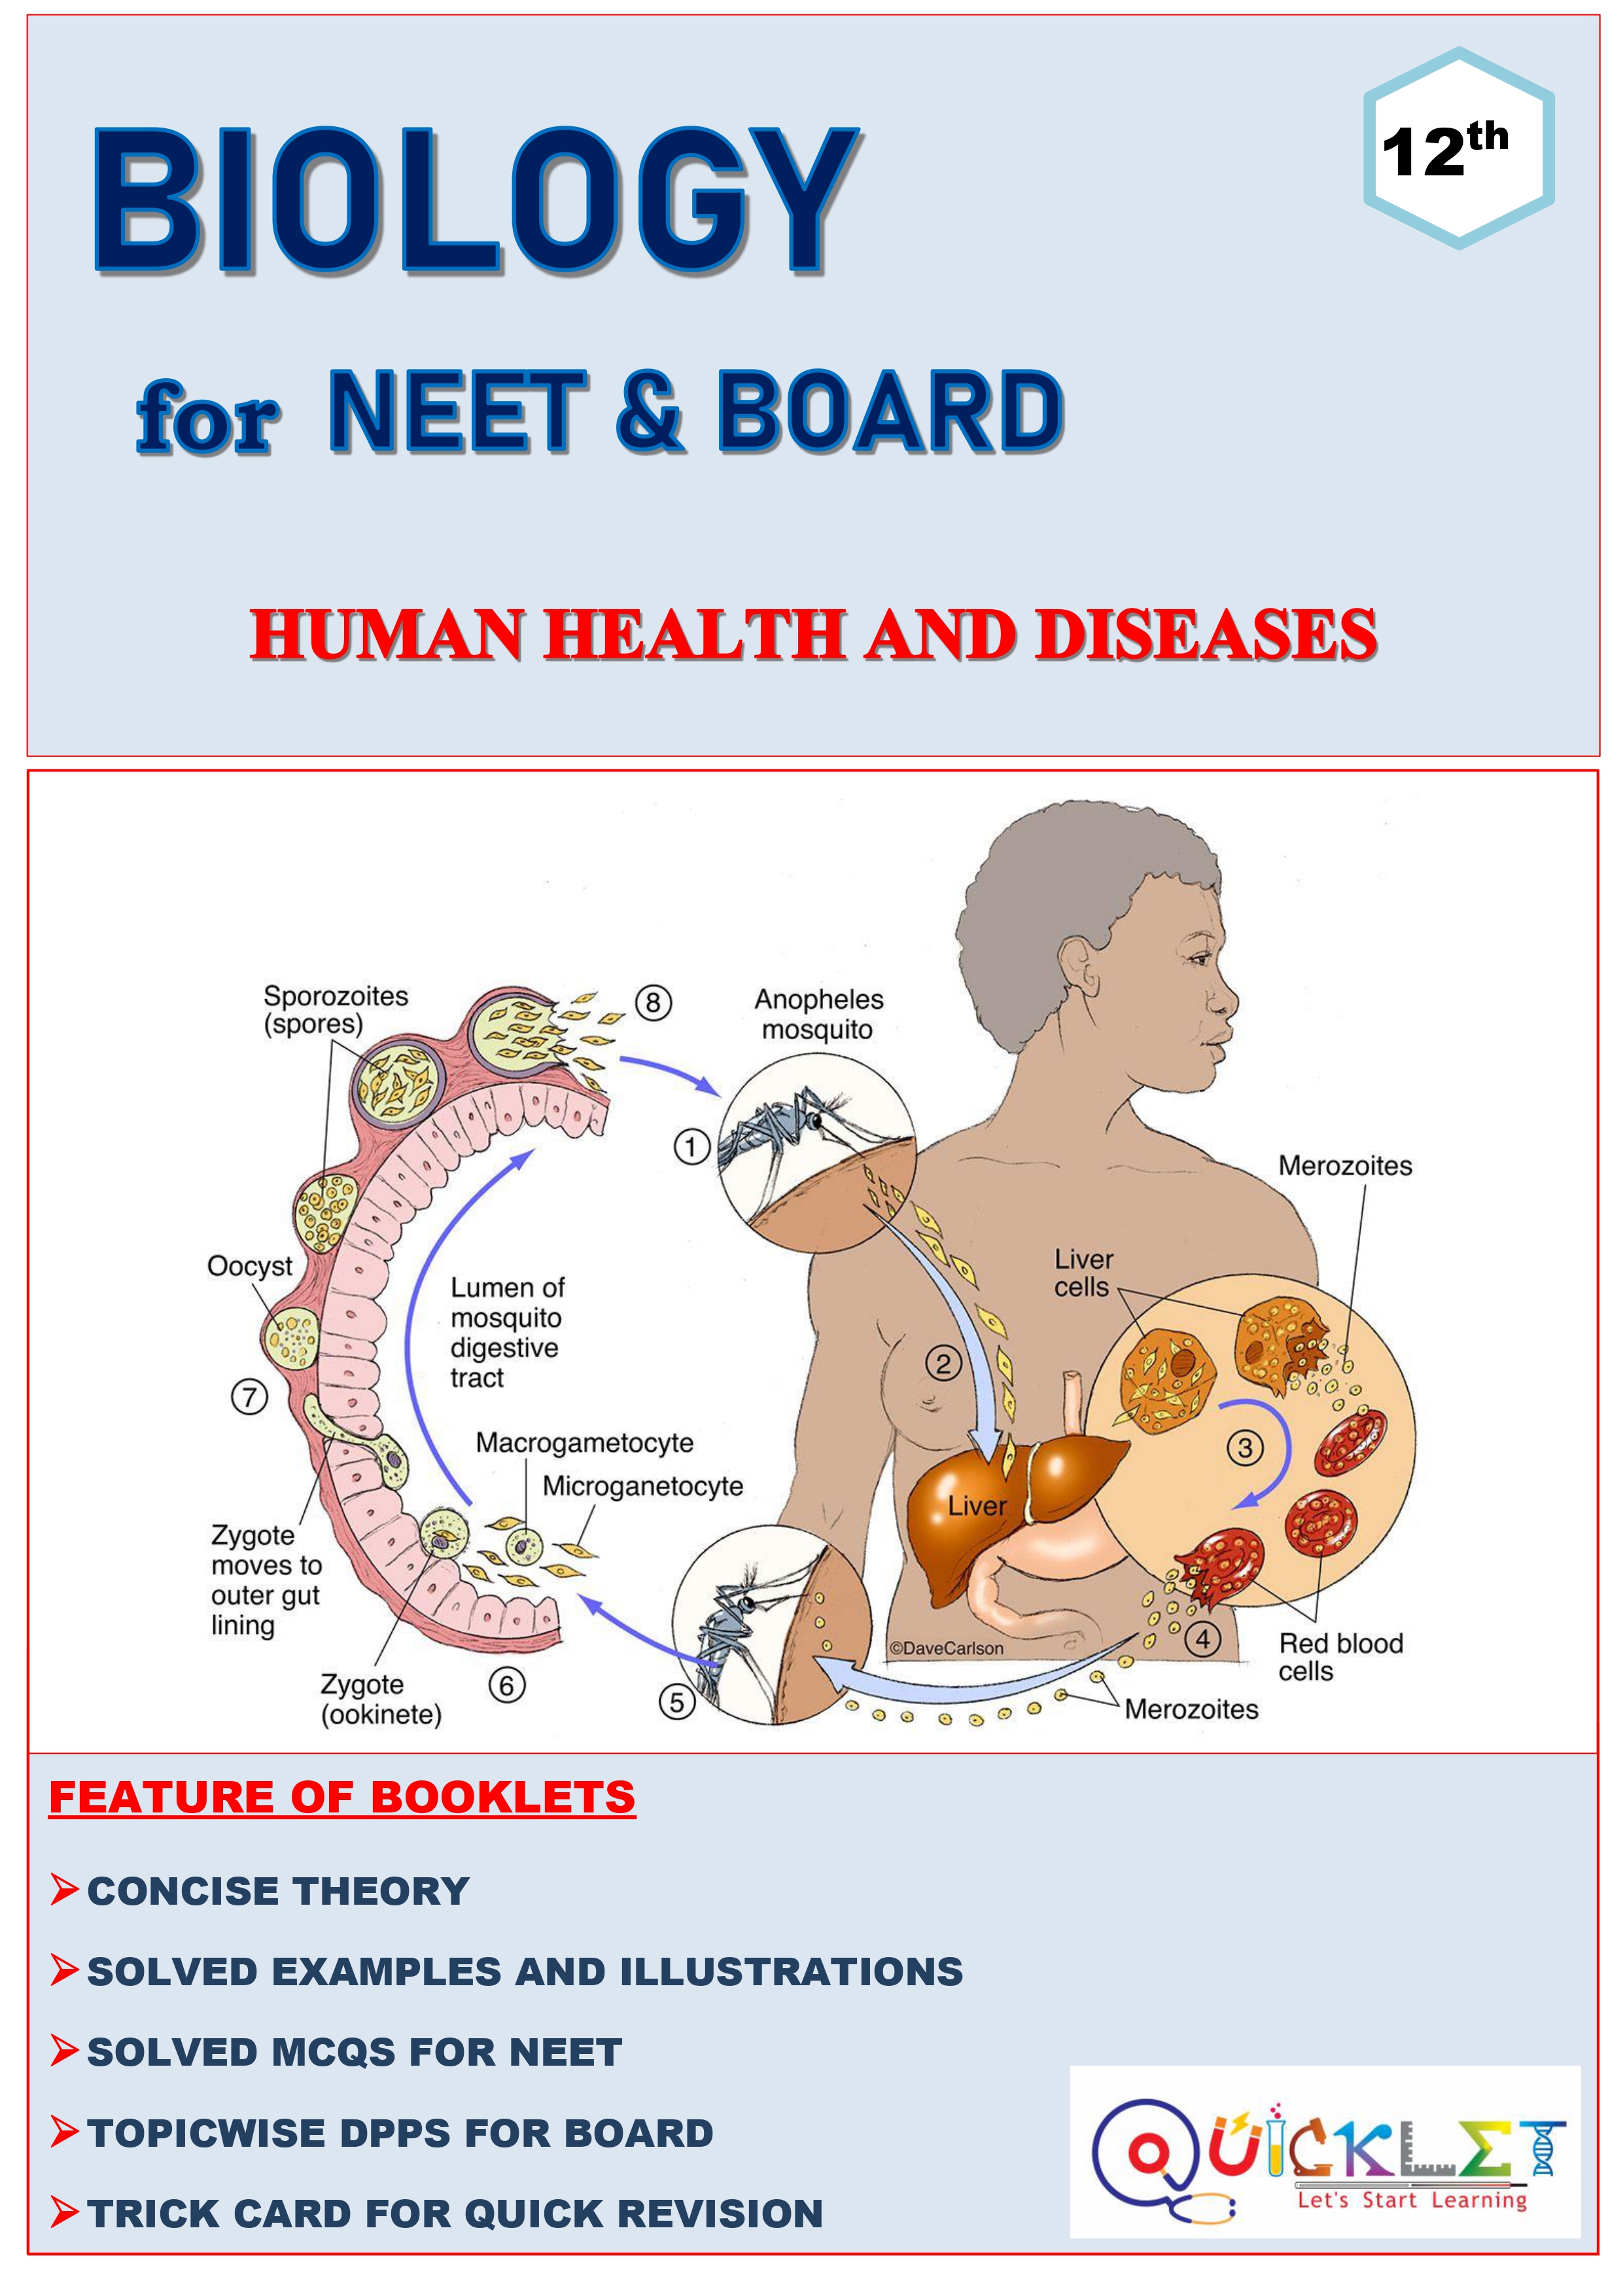 12th
BIOLOGY
for NEET & BOARD
HUMAN HEALTH AND DISEASES
Sporozoites
(spores)
8
Anopheles
mosquito
1
Merozoites
Oocyst
Lumen of
mosquito
digestive
tract
Liver
cells
2
7
3
Macrogametocyte
Microganetocyte
Liver
Zygote
moves to
outer gut
lining
©DaveCarlson
4
Red blood
cells
Zygote
(ookinete)
6
5
Merozoites
FEATURE OF BOOKLETS
CONCISE THEORY
SOLVED EXAMPLES AND ILLUSTRATIONS
SOLVED MCQS FOR NEET
TOPICWISE DPPS FOR BOARD
TRICK CARD FOR QUICK REVISION
QUICKLET
Let's Start Learning